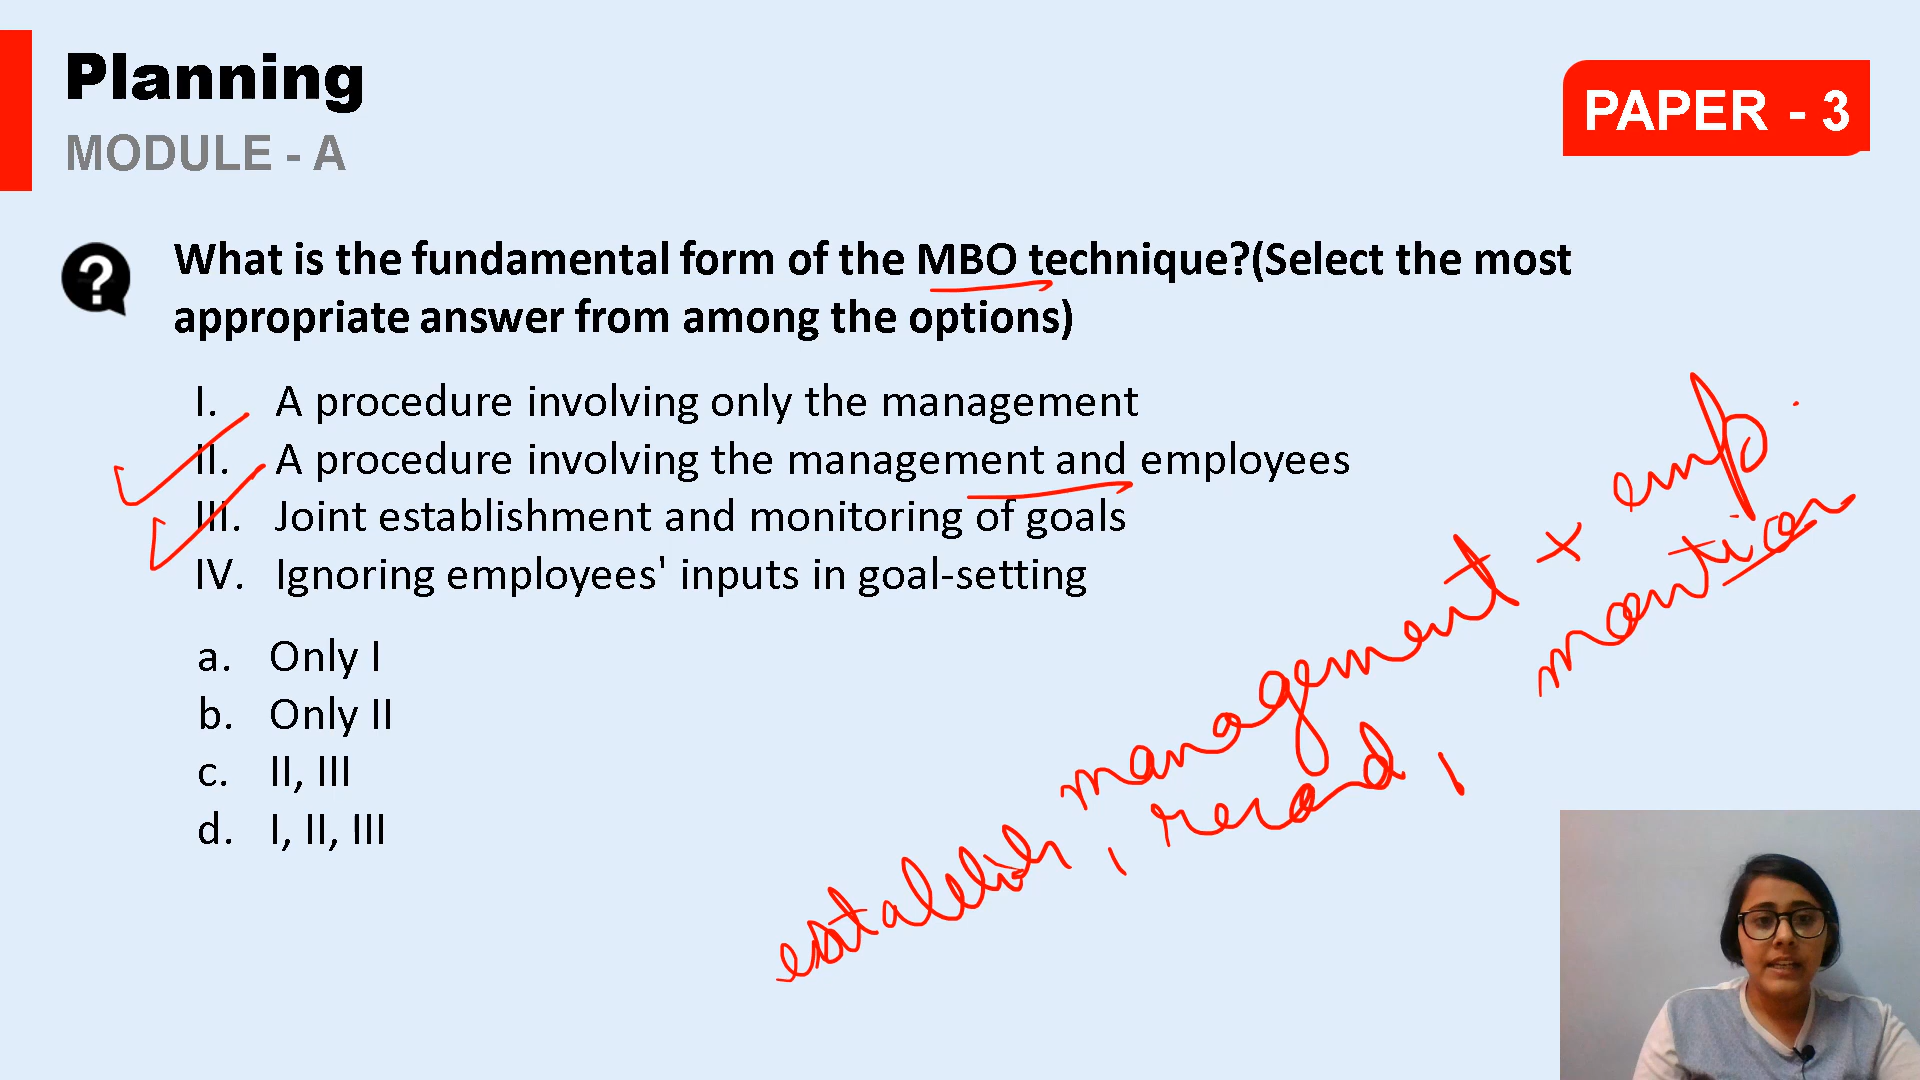 Planning
MODULE - A
PAPER - 3
What is the fundamental form of the MBO technique?(Select the most
appropriate answer from among the options)
I. A procedure involving only the management
II. A procedure involving the management and employees
III. Joint establishment and monitoring of goals
IV. Ignoring employees' inputs in goal-setting
a. Only I
b. Only II
c. II, III
d. I, II, III
management + emp.
establish, record,